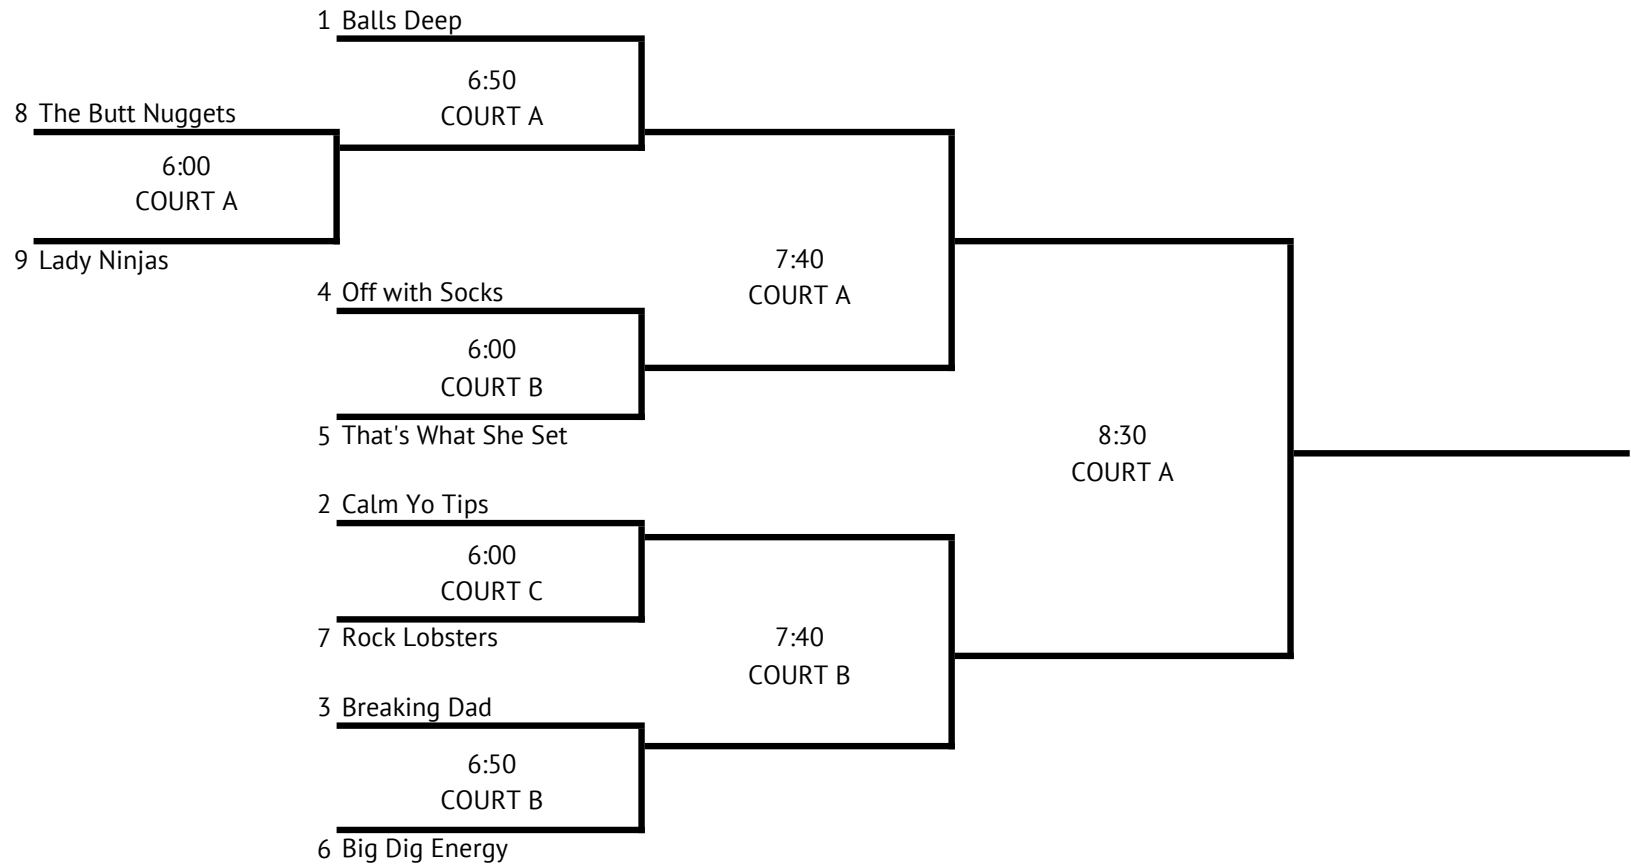 1 Balls Deep
6:50
COURT A
8 The Butt Nuggets
6:00
COURT A
9 Lady Ninjas
7:40
COURT A
4 Off with Socks
6:00
COURT B
5 That's What She Set
8:30
COURT A
2 Calm Yo Tips
6:00
COURT C
7 Rock Lobsters
7:40
COURT B
3 Breaking Dad
6:50
COURT B
6 Big Dig Energy